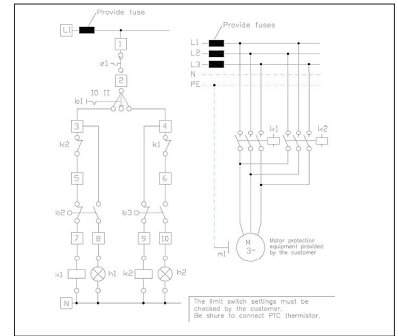 Provide fuse
L1
1
e1
2
I0 II
b1
3
4
k2
k1
5
6
b2
b3
7
8
9
10
k1
h1
k2
h2
N
Provide fuses
L1
L2
L3
N
PE
k1
k2
M
3~
m1
Motor protection
equipment provided
by the customer
The limit switch settings must be
checked by the customer.
Be shure to connect PTC thermistor.